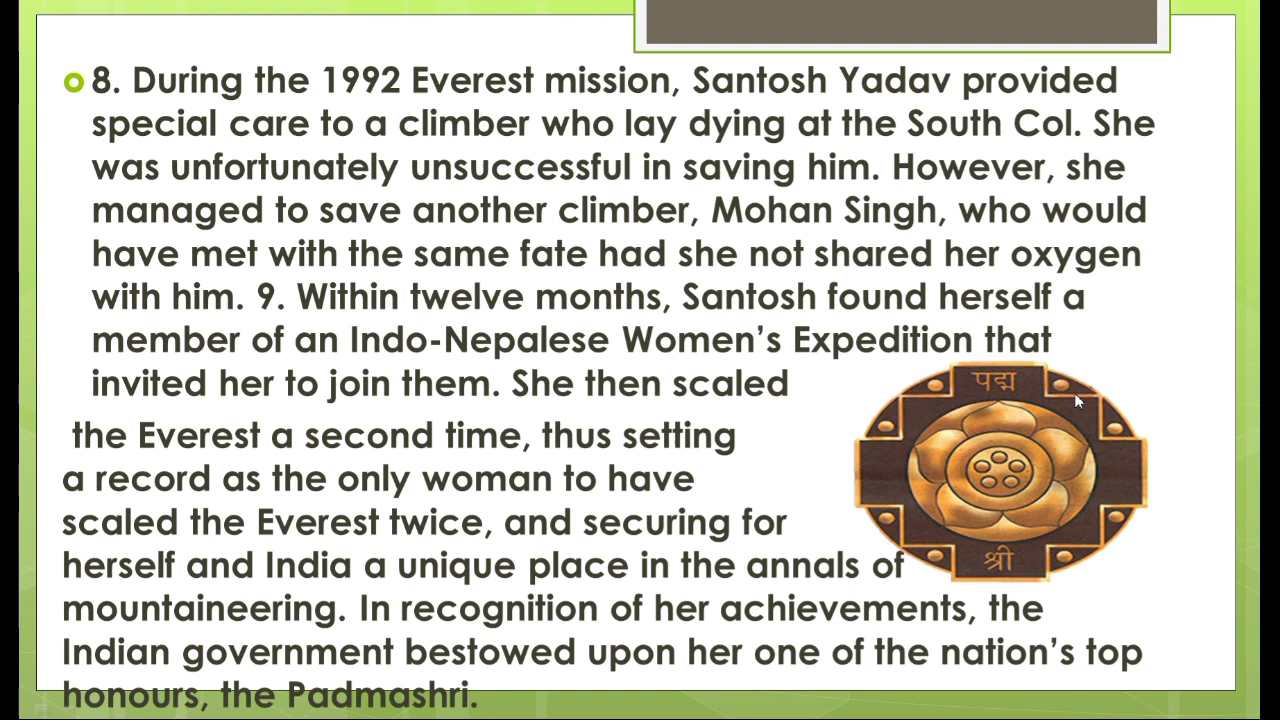 8. During the 1992 Everest mission, Santosh Yadav provided
special care to a climber who lay dying at the South Col. She
was unfortunately unsuccessful in saving him. However, she
managed to save another climber, Mohan Singh, who would
have met with the same fate had she not shared her oxygen
with him. 9. Within twelve months, Santosh found herself a
member of an Indo-Nepalese Women’s Expedition that
invited her to join them. She then scaled
the Everest a second time, thus setting
a record as the only woman to have
scaled the Everest twice, and securing for
herself and India a unique place in the annals of
mountaineering. In recognition of her achievements, the
Indian government bestowed upon her one of the nation’s top
honours, the Padmashri.
पद्म
श्री